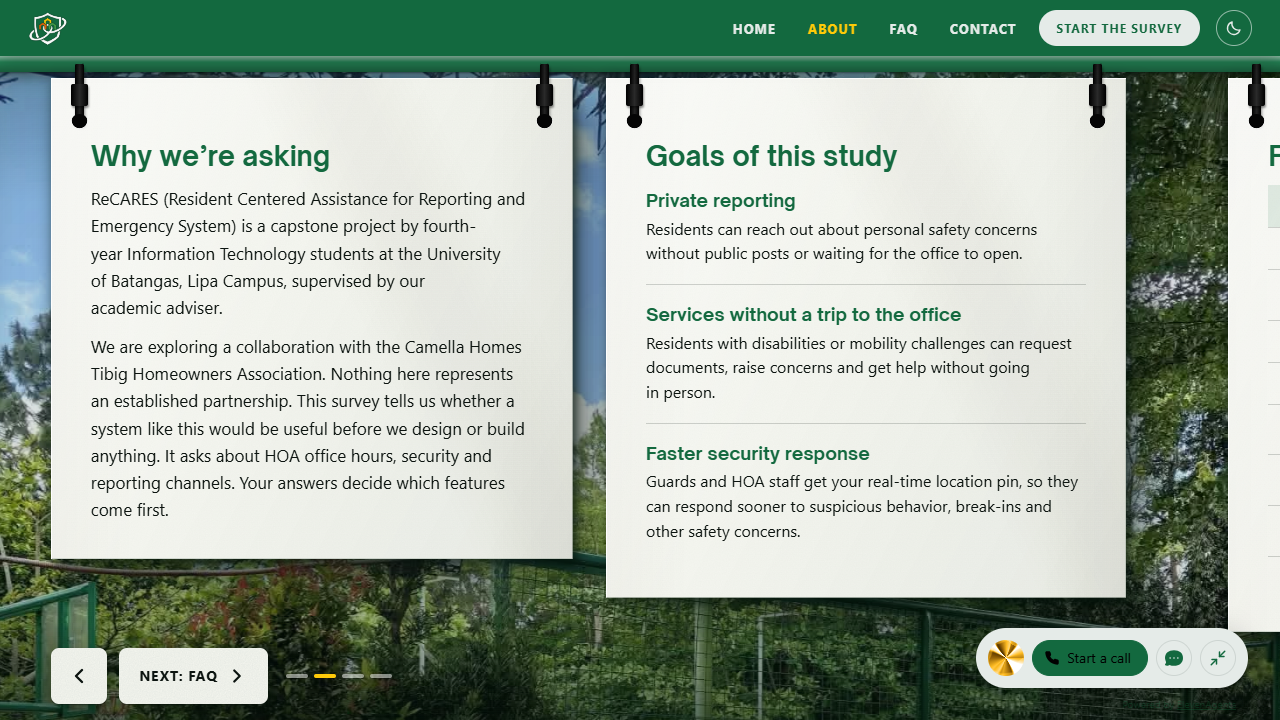 HOME
ABOUT
FAQ
CONTACT
START THE SURVEY
Why we’re asking
ReCARES (Resident Centered Assistance for Reporting and
Emergency System) is a capstone project by fourth-
year Information Technology students at the University
of Batangas, Lipa Campus, supervised by our
academic adviser.
We are exploring a collaboration with the Camella Homes
Tibig Homeowners Association. Nothing here represents
an established partnership. This survey tells us whether a
system like this would be useful before we design or build
anything. It asks about HOA office hours, security and
reporting channels. Your answers decide which features
come first.
Goals of this study
Private reporting
Residents can reach out about personal safety concerns
without public posts or waiting for the office to open.
Services without a trip to the office
Residents with disabilities or mobility challenges can request
documents, raise concerns and get help without going
in person.
Faster security response
Guards and HOA staff get your real-time location pin, so they
can respond sooner to suspicious behavior, break-ins and
other safety concerns.
NEXT: FAQ
Start a call